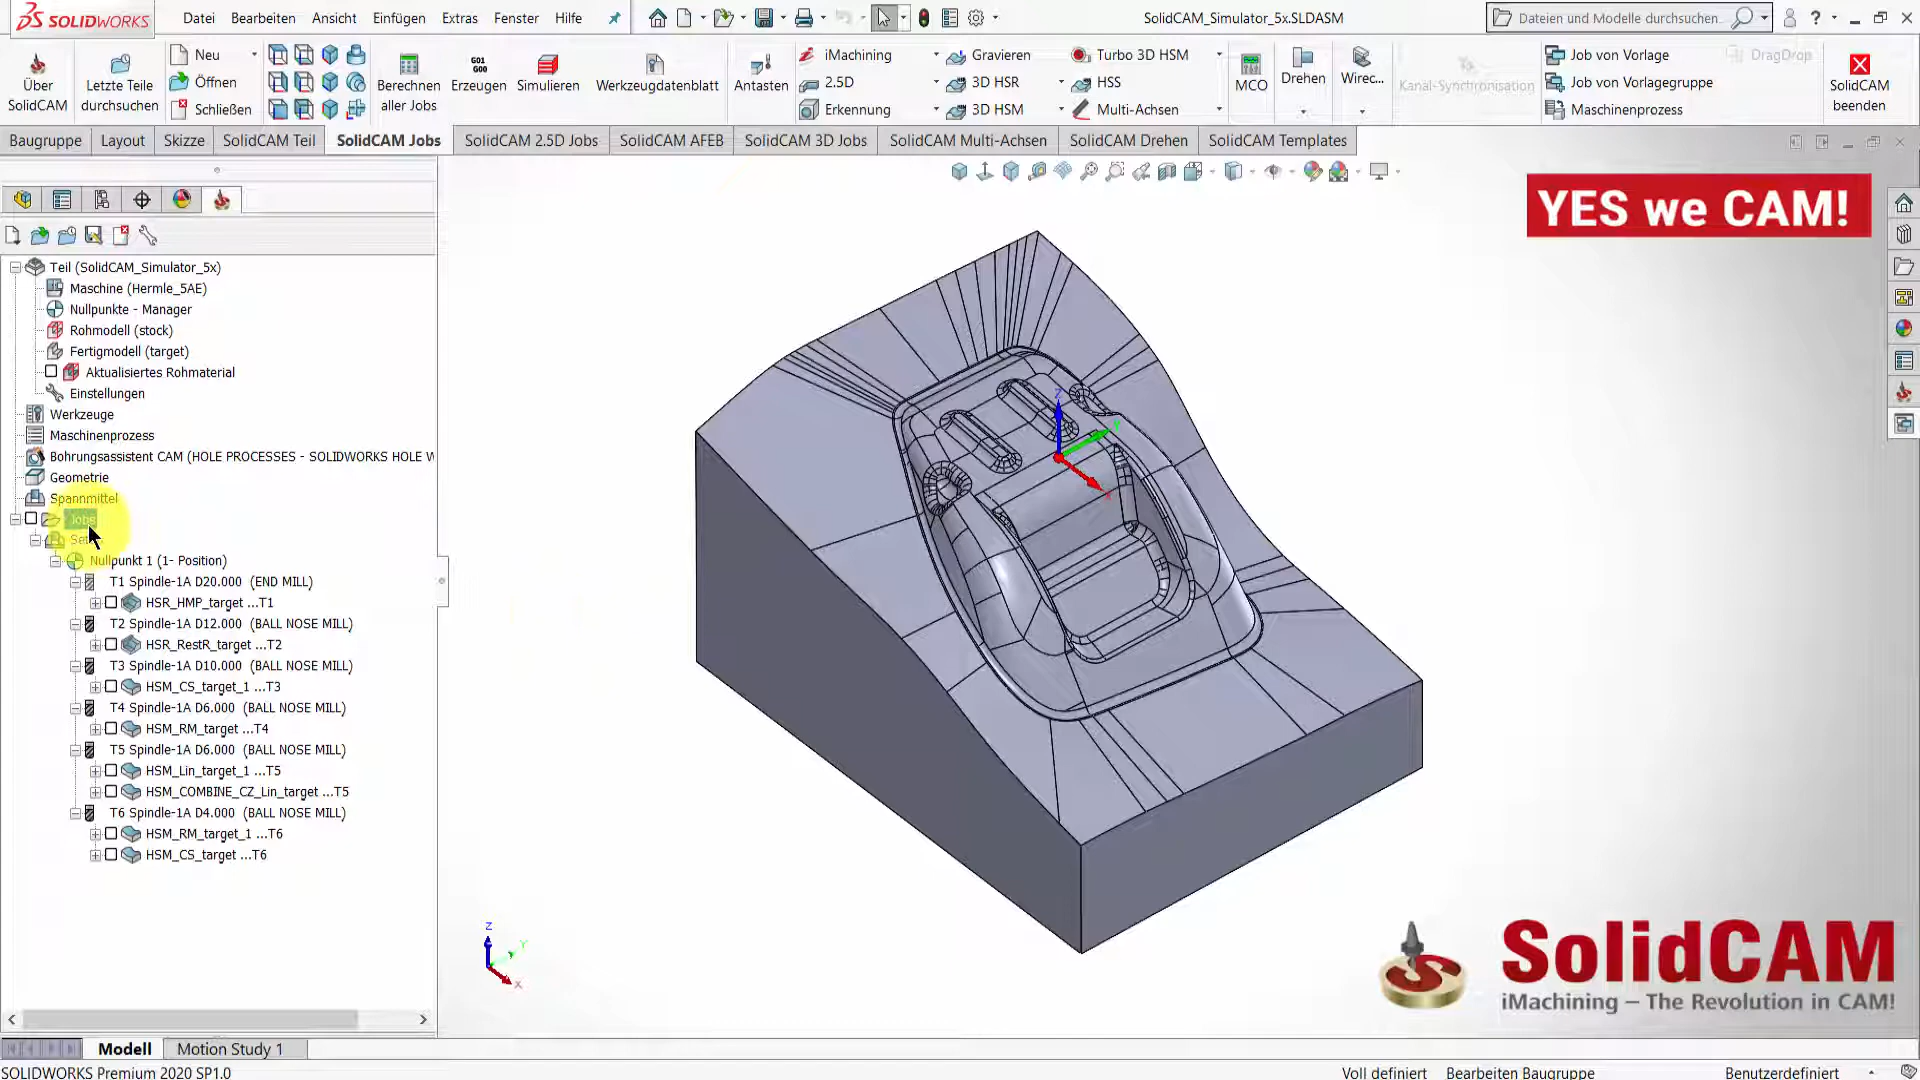 SOLIDWORKS
Datei Bearbeiten Ansicht Einfügen Extras Fenster Hilfe
SolidCAM_Simulator_5x.SLDASM
Dateien und Modelle durchsuchen
Über SolidCAM
Letzte Teile durchsuchen
Neu
Öffnen
Schließen
Berechnen aller Jobs
G01 G00
Erzeugen
Simulieren
Werkzeugdatenblatt
Antasten
iMachining
2.5D
Erkennung
Gravieren
3D HSR
3D HSM
Turbo 3D HSM
HSS
Multi-Achsen
MCO
Drehen
Wirec...
Kanal-Synchronisation
Job von Vorlage
Job von Vorlagegruppe
Maschinenprozess
DragDrop
SolidCAM beenden
Baugruppe Layout Skizze SolidCAM Teil SolidCAM Jobs SolidCAM 2.5D Jobs SolidCAM AFEB SolidCAM 3D Jobs SolidCAM Multi-Achsen SolidCAM Drehen SolidCAM Templates
YES we CAM!
Teil (SolidCAM_Simulator_5x)
Maschine (Hermle_5AE)
Nullpunkte - Manager
Rohmodell (stock)
Fertigmodell (target)
Aktualisiertes Rohmaterial
Einstellungen
Werkzeuge
Maschinenprozess
Bohrungsassistent CAM (HOLE PROCESSES - SOLIDWORKS HOLE W
Geometrie
Spannmittel
Jobs
Nullpunkt 1 (1- Position)
T1 Spindle-1A D20.000 (END MILL)
HSR_HMP_target ...T1
T2 Spindle-1A D12.000 (BALL NOSE MILL)
HSR_RestR_target ...T2
T3 Spindle-1A D10.000 (BALL NOSE MILL)
HSM_CS_target_1 ...T3
T4 Spindle-1A D6.000 (BALL NOSE MILL)
HSM_RM_target ...T4
T5 Spindle-1A D6.000 (BALL NOSE MILL)
HSM_Lin_target_1 ...T5
HSM_COMBINE_CZ_Lin_target ...T5
T6 Spindle-1A D4.000 (BALL NOSE MILL)
HSM_RM_target_1 ...T6
HSM_CS_target ...T6
Z
Y
X
Z
Y
X
SolidCAM
iMachining – The Revolution in CAM!
Modell Motion Study 1
SOLIDWORKS Premium 2020 SP1.0
Voll definiert Bearbeiten Baugruppe Benutzerdefiniert